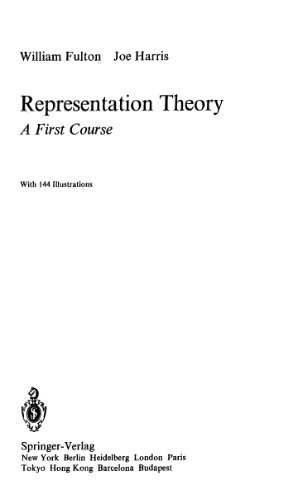 William Fulton Joe Harris
Representation Theory
A First Course
With 144 Illustrations
Springer-Verlag
New York Berlin Heidelberg London Paris
Tokyo Hong Kong Barcelona Budapest